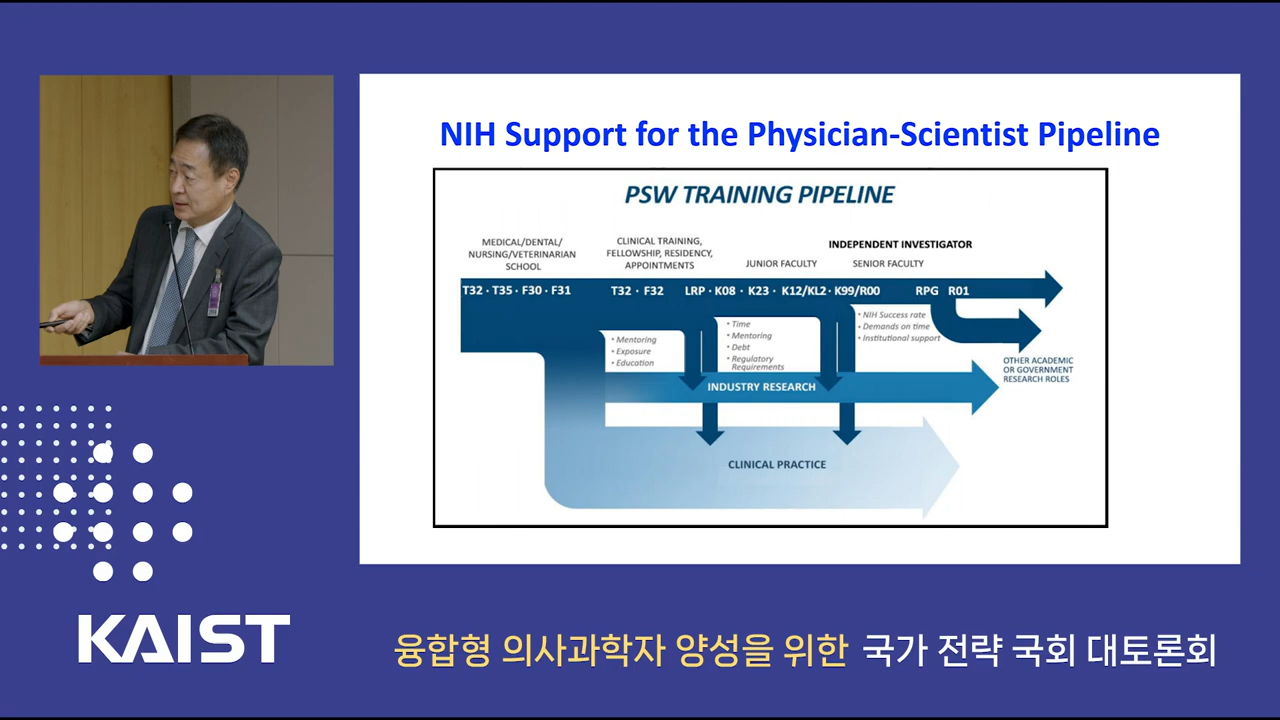 NIH Support for the Physician-Scientist Pipeline
PSW TRAINING PIPELINE
MEDICAL/DENTAL/
NURSING/VETERINARIAN
SCHOOL
CLINICAL TRAINING,
FELLOWSHIP, RESIDENCY,
APPOINTMENTS
JUNIOR FACULTY
INDEPENDENT INVESTIGATOR
SENIOR FACULTY
T32 · T35 · F30 · F31
T32 · F32
LRP · K08 · K23 · K12/KL2 · K99/R00
RPG R01
• Mentoring
• Exposure
• Education
• Time
• Mentoring
• Debt
• Regulatory
Requirements
• NIH Success rate
• Demands on time
• Institutional support
OTHER ACADEMIC
OR GOVERNMENT
RESEARCH ROLES
INDUSTRY RESEARCH
CLINICAL PRACTICE
KAIST
융합형 의사과학자 양성을 위한 국가 전략 국회 대토론회